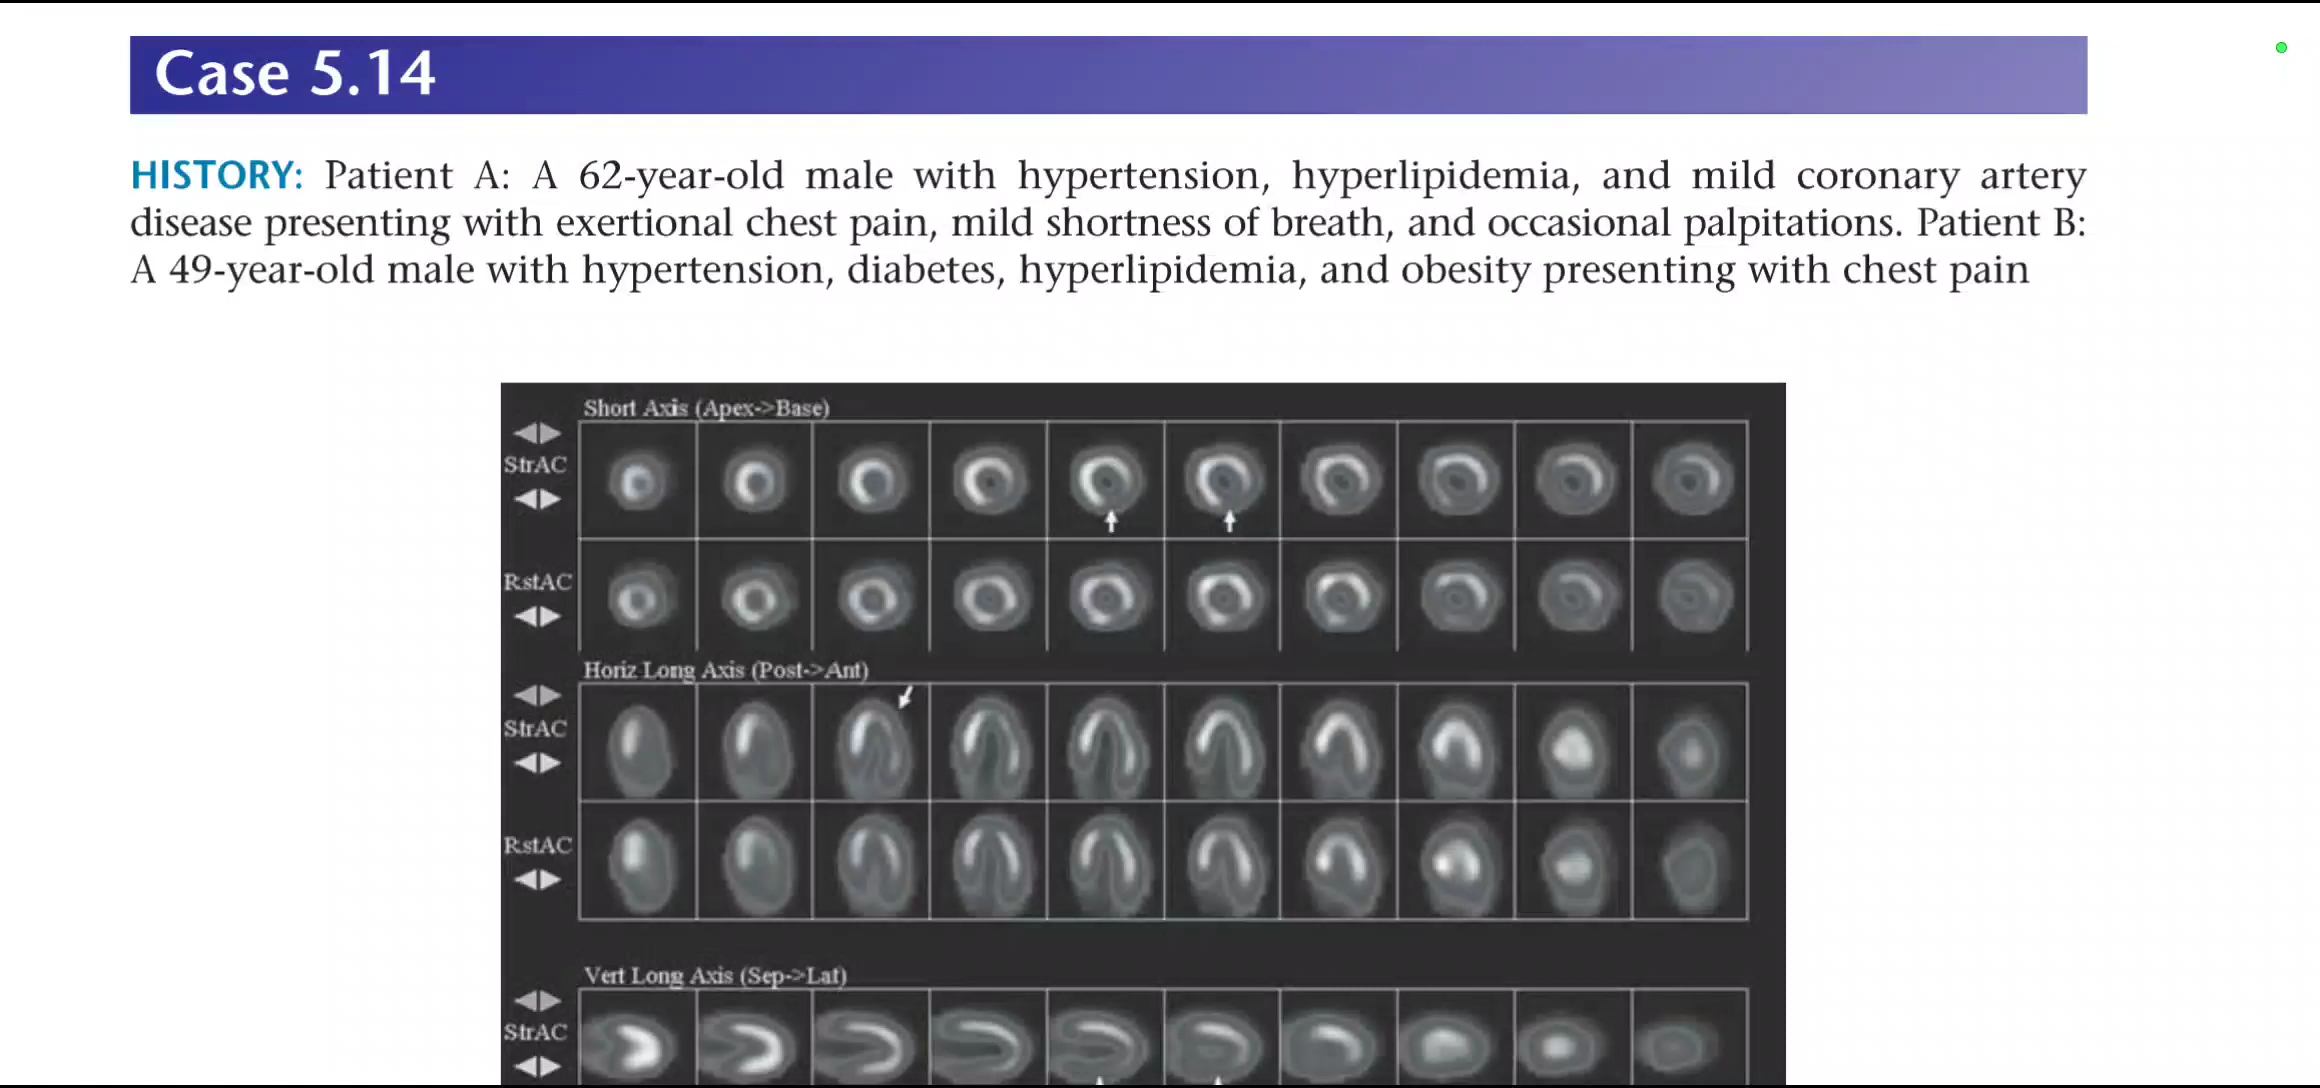 Case 5.14
HISTORY: Patient A: A 62-year-old male with hypertension, hyperlipidemia, and mild coronary artery
disease presenting with exertional chest pain, mild shortness of breath, and occasional palpitations. Patient B:
A 49-year-old male with hypertension, diabetes, hyperlipidemia, and obesity presenting with chest pain
Short Axis (Apex->Base)
StrAC
RstAC
Horiz Long Axis (Post->Ant)
StrAC
RstAC
Vert Long Axis (Sep->Lat)
StrAC